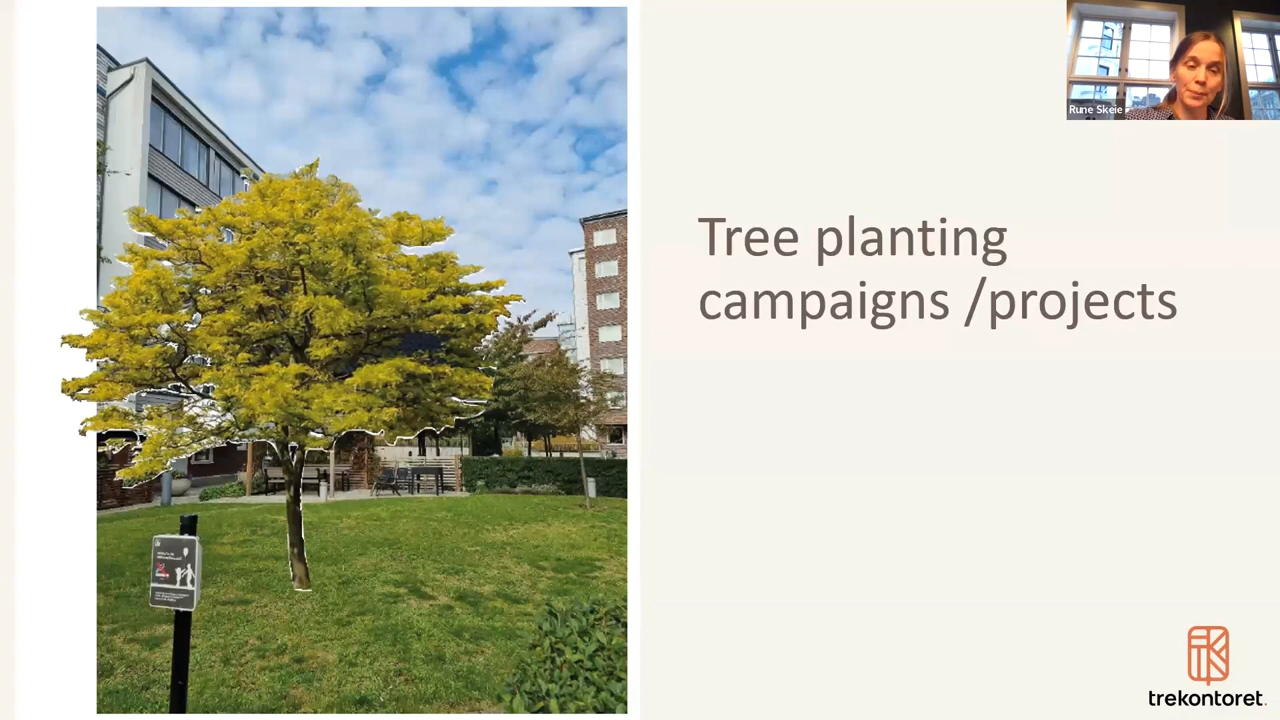 Rune Skeie
Tree planting
campaigns /projects
trekontoret.